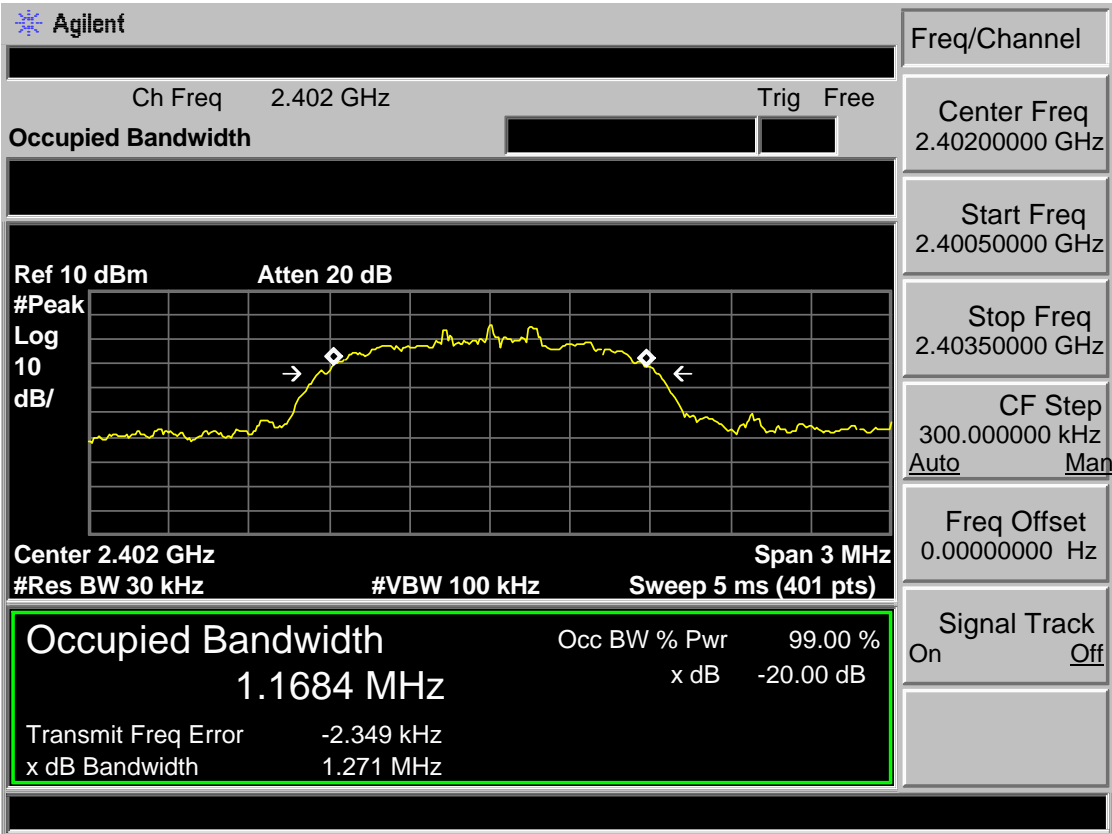 Agilent
Ch Freq 2.402 GHz Trig Free
Occupied Bandwidth
Ref 10 dBm Atten 20 dB
#Peak
Log
10
dB/
Center 2.402 GHz Span 3 MHz
#Res BW 30 kHz #VBW 100 kHz Sweep 5 ms (401 pts)
Occupied Bandwidth Occ BW % Pwr 99.00 %
1.1684 MHz x dB -20.00 dB
Transmit Freq Error -2.349 kHz
x dB Bandwidth 1.271 MHz
Freq/Channel
Center Freq
2.40200000 GHz
Start Freq
2.40050000 GHz
Stop Freq
2.40350000 GHz
CF Step
300.000000 kHz
Auto Man
Freq Offset
0.00000000 Hz
Signal Track
On Off